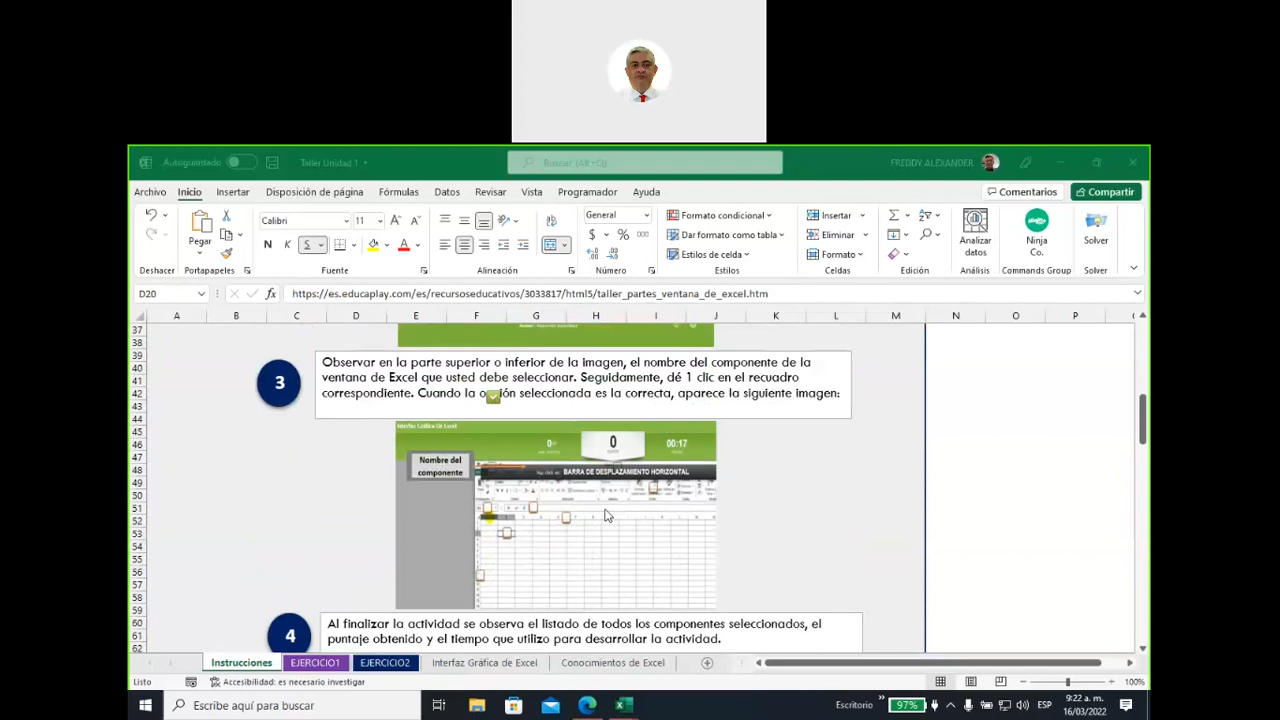 Autoguardado
Taller Unidad 1
Buscar (Alt+Q)
FREDDY ALEXANDER
Archivo Inicio Insertar Disposición de página Fórmulas Datos Revisar Vista Programador Ayuda
Comentarios Compartir
Pegar
Calibri 11
N K S
General
$ % 000
Formato condicional
Dar formato como tabla
Estilos de celda
Insertar
Eliminar
Formato
Analizar datos
Ninja Co.
Solver
Deshacer Portapapeles Fuente Alineación Número Estilos Celdas Edición Análisis Commands Group Solver
D20 fx https://es.educaplay.com/es/recursoseducativos/3033817/html5/taller_partes_ventana_de_excel.htm
A B C D E F G H I J K L M N O P
37
38
39
40
41
42
43
44
45
46
47
48
49
50
51
52
53
54
55
56
57
58
59
60
61
62
3
Observar en la parte superior o inferior de la imagen, el nombre del componente de la
ventana de Excel que usted debe seleccionar. Seguidamente, dé 1 clic en el recuadro
correspondiente. Cuando la o ión seleccionada es la correcta, aparece la siguiente imagen:
Interfaz Gráfica De Excel
0 0 00:17
Nombre del
componente
BARRA DE DESPLAZAMIENTO HORIZONTAL
4
Al finalizar la actividad se observa el listado de todos los componentes seleccionados, el
puntaje obtenido y el tiempo que utilizo para desarrollar la actividad.
Instrucciones EJERCICIO1 EJERCICIO2 Interfaz Gráfica de Excel Conocimientos de Excel
Listo Accesibilidad: es necesario investigar 100%
Escribe aquí para buscar
Escritorio 97% ESP
9:22 a. m.
16/03/2022